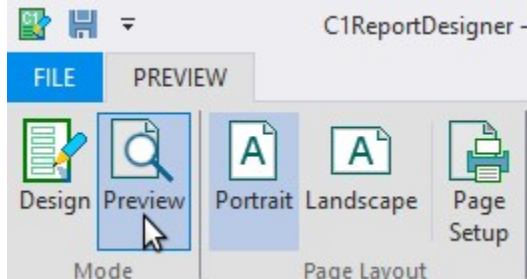 C1ReportDesigner -
FILE PREVIEW
Design Preview Portrait Landscape Page Setup
Mode Page Layout